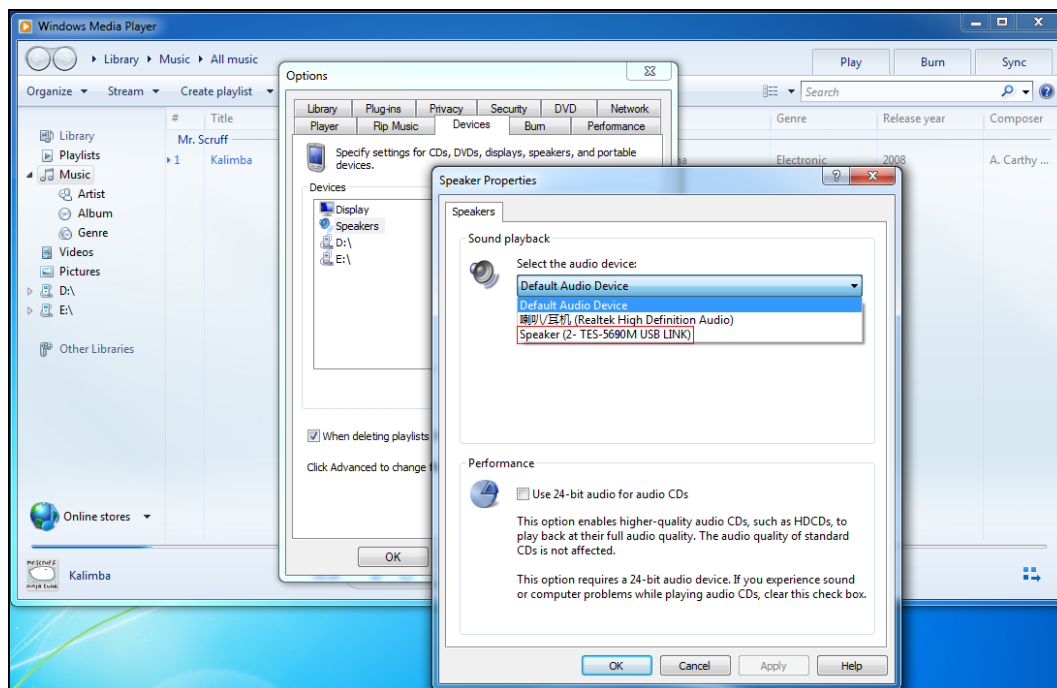 Windows Media Player
Library Music All music
Play Burn Sync
Organize Stream Create playlist
Search
# Title
Genre Release year Composer
Mr. Scruff
1 Kalimba
Electronic 2008 A. Carthy ...
Library
Playlists
Music
Artist
Album
Genre
Videos
Pictures
D:\
E:\
Other Libraries
Online stores
Kalimba
Options
Library Plug-ins Privacy Security DVD Network
Player Rip Music Devices Burn Performance
Specify settings for CDs, DVDs, displays, speakers, and portable
devices.
Devices
Display
Speakers
D:\
E:\
When deleting playlists
Click Advanced to change
OK
Speaker Properties
Speakers
Sound playback
Select the audio device:
Default Audio Device
Default Audio Device
喇叭/耳机 (Realtek High Definition Audio)
Speaker (2- TES-5690M USB LINK)
Performance
Use 24-bit audio for audio CDs
This option enables higher-quality audio CDs, such as HDCDs, to
play back at their full audio quality. The audio quality of standard
CDs is not affected.
This option requires a 24-bit audio device. If you experience sound
or computer problems while playing audio CDs, clear this check box.
OK Cancel Apply Help